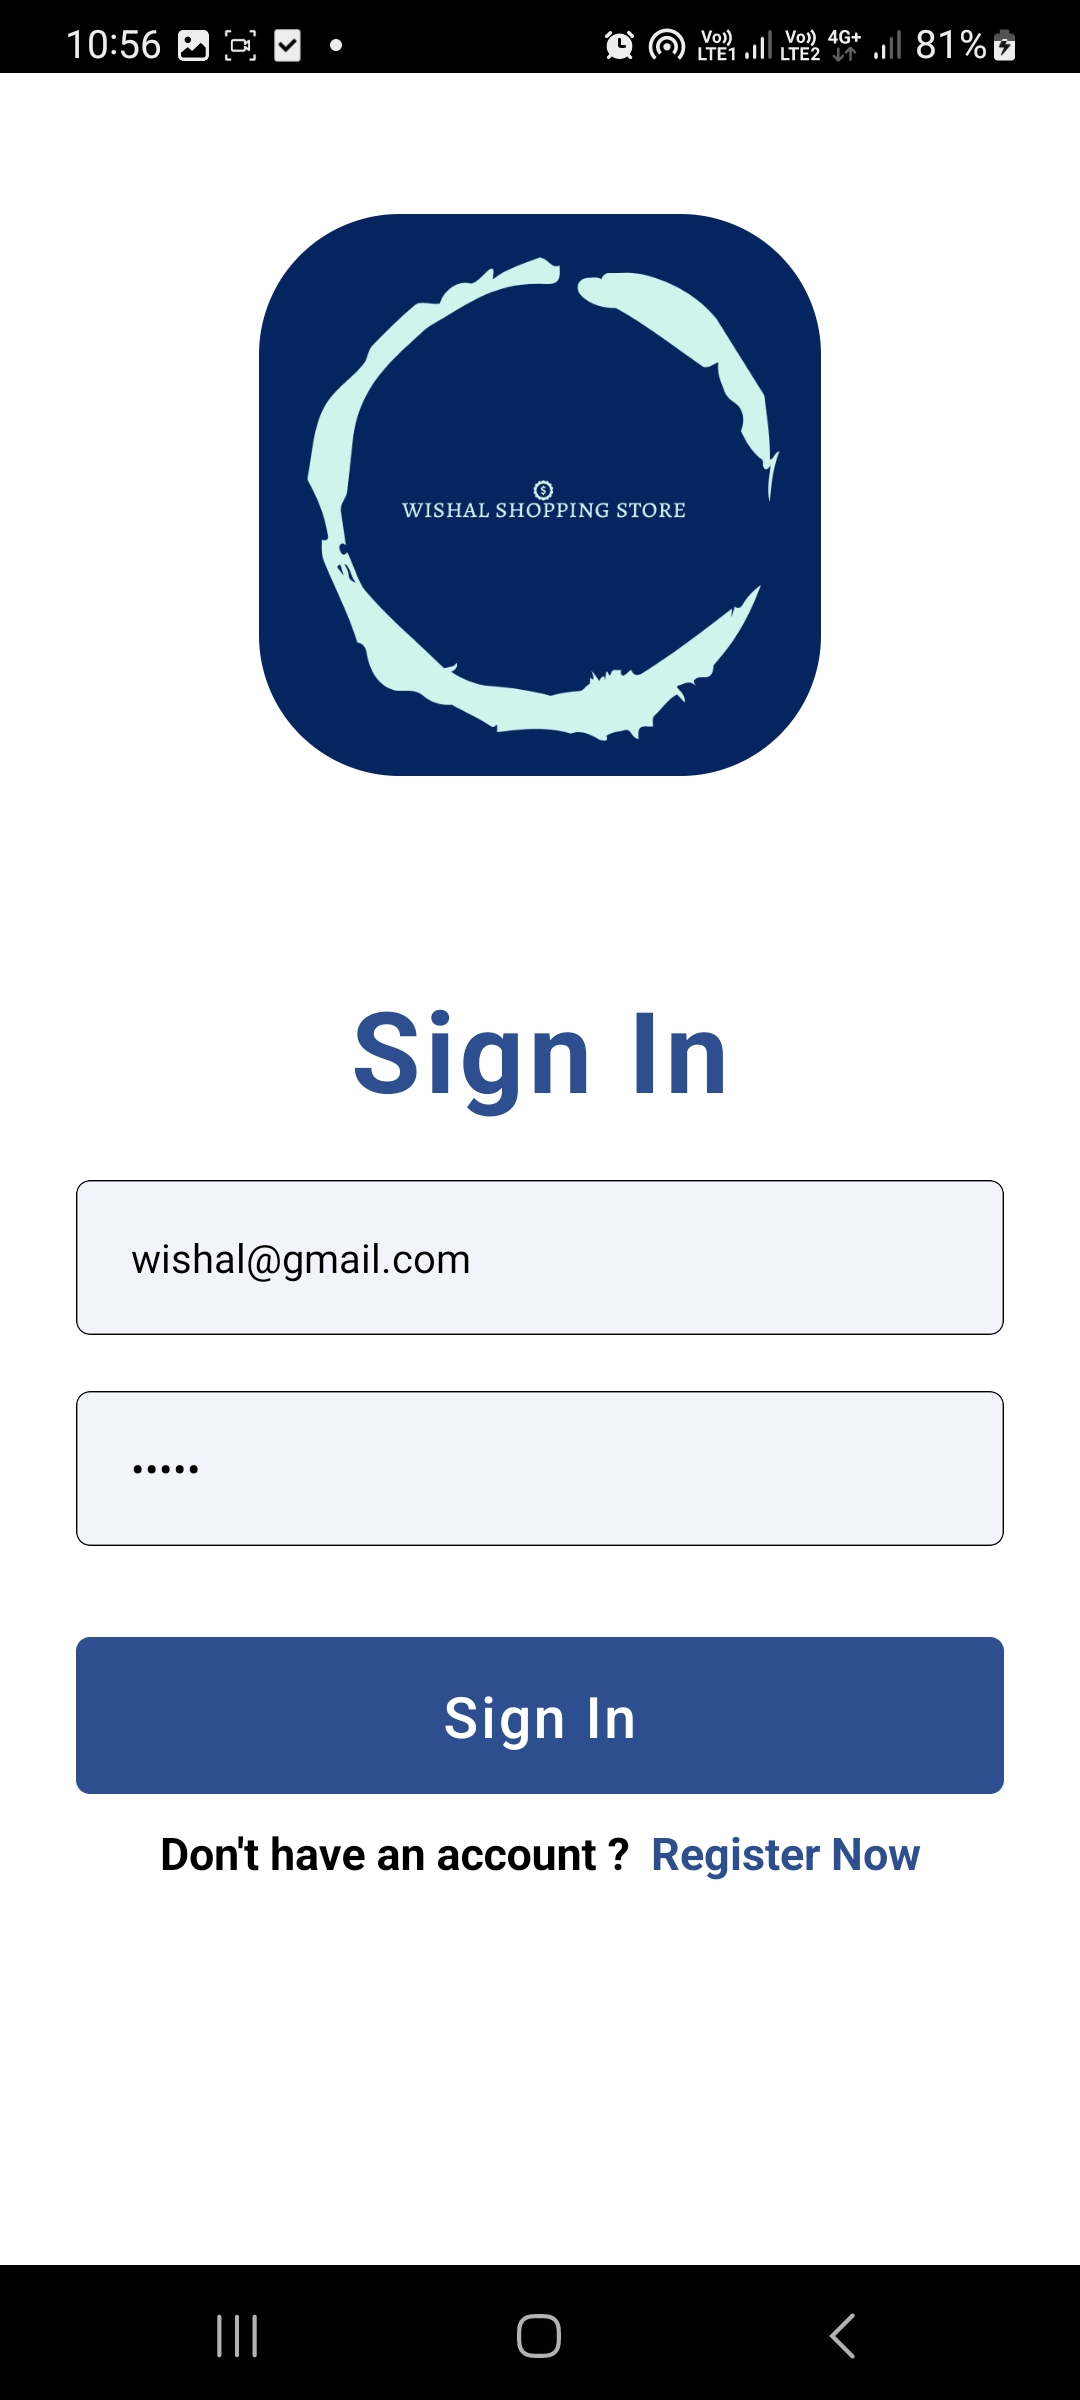 10:56 Vo)) LTE1 Vo)) LTE2 4G+ 81%
$
WISHAL SHOPPING STORE
Sign In
wishal@gmail.com
•••••
Sign In
Don't have an account ? Register Now